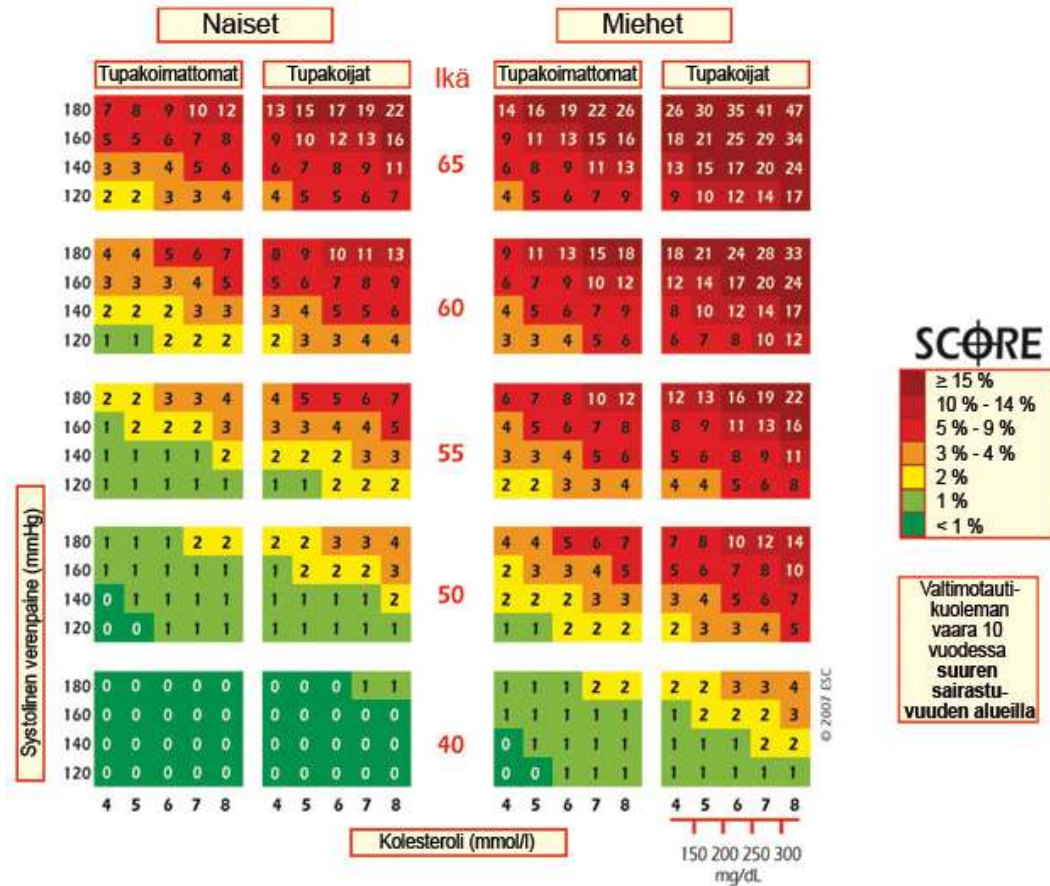 Naiset Miehet
Tupakoimattomat Tupakoijat Ikä Tupakoimattomat Tupakoijat
180 7 8 9 10 12 13 15 17 19 22 14 16 19 22 26 26 30 35 41 47
160 5 5 6 7 8 9 10 12 13 16 9 11 13 15 16 18 21 25 29 34
65
140 3 3 4 5 6 6 7 8 9 11 6 8 9 11 13 13 15 17 20 24
120 2 2 3 3 4 4 5 5 6 7 4 5 6 7 9 9 10 12 14 17
180 4 4 5 6 7 8 9 10 11 13 9 11 13 15 18 18 21 24 28 33
160 3 3 3 4 5 5 6 7 8 9 6 7 9 10 12 12 14 17 20 24
60
140 2 2 2 3 3 3 4 5 5 6 4 5 6 7 9 8 10 12 14 17
120 1 1 2 2 2 2 3 3 4 4 3 3 4 5 6 6 7 8 10 12
180 2 2 3 3 4 4 5 5 6 7 6 7 8 10 12 12 13 16 19 22
160 1 2 2 2 3 3 3 4 4 5 4 5 6 7 8 8 9 11 13 16
55
140 1 1 1 1 2 2 2 2 3 3 3 3 4 5 6 5 6 8 9 11
120 1 1 1 1 1 1 1 2 2 2 2 2 3 3 4 4 4 5 6 8
180 1 1 1 2 2 2 2 3 3 4 4 4 5 6 7 7 8 10 12 14
160 1 1 1 1 1 1 2 2 2 3 2 3 3 4 5 5 6 7 8 10
50
140 0 1 1 1 1 1 1 1 1 2 2 2 2 3 3 3 4 5 6 7
120 0 0 1 1 1 1 1 1 1 1 1 1 2 2 2 2 3 3 4 5
180 0 0 0 0 0 0 0 0 1 1 1 1 1 2 2 2 2 3 3 4
160 0 0 0 0 0 0 0 0 0 0 1 1 1 1 1 1 2 2 2 3
40
140 0 0 0 0 0 0 0 0 0 0 0 1 1 1 1 1 1 1 2 2
120 0 0 0 0 0 0 0 0 0 0 0 0 1 1 1 1 1 1 1 1
4 5 6 7 8 4 5 6 7 8 4 5 6 7 8
Kolesteroli (mmol/l)
150 200 250 300
mg/dL
Systolinen verenpaine (mmHg)
© 2007 ESC
SCORE
≥ 15 %
10 % - 14 %
5 % - 9 %
3 % - 4 %
2 %
1 %
< 1 %
Valtimotauti-
kuoleman
vaara 10
vuodessa
suuren
sairastu-
vuuden alueilla